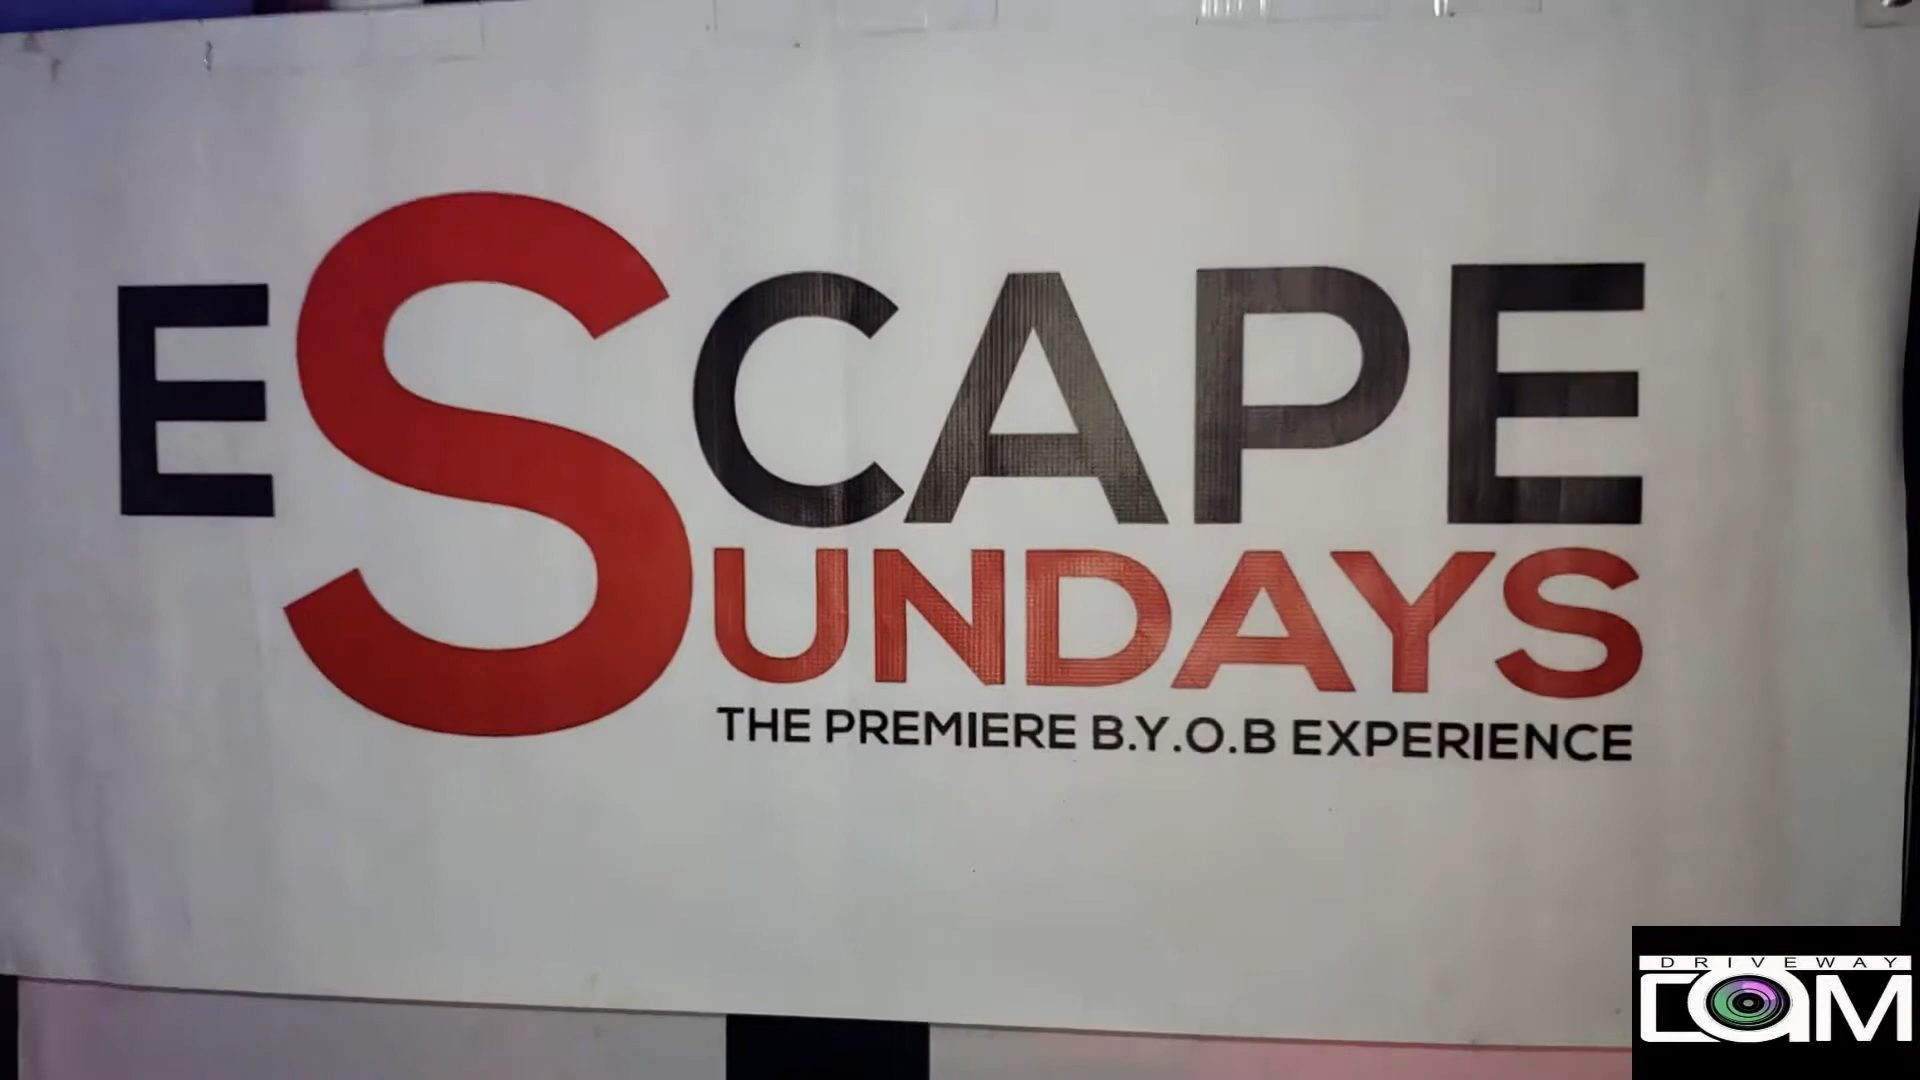 ESCAPE
SUNDAYS
THE PREMIERE B.Y.O.B EXPERIENCE
DRIVEWAY
CAM